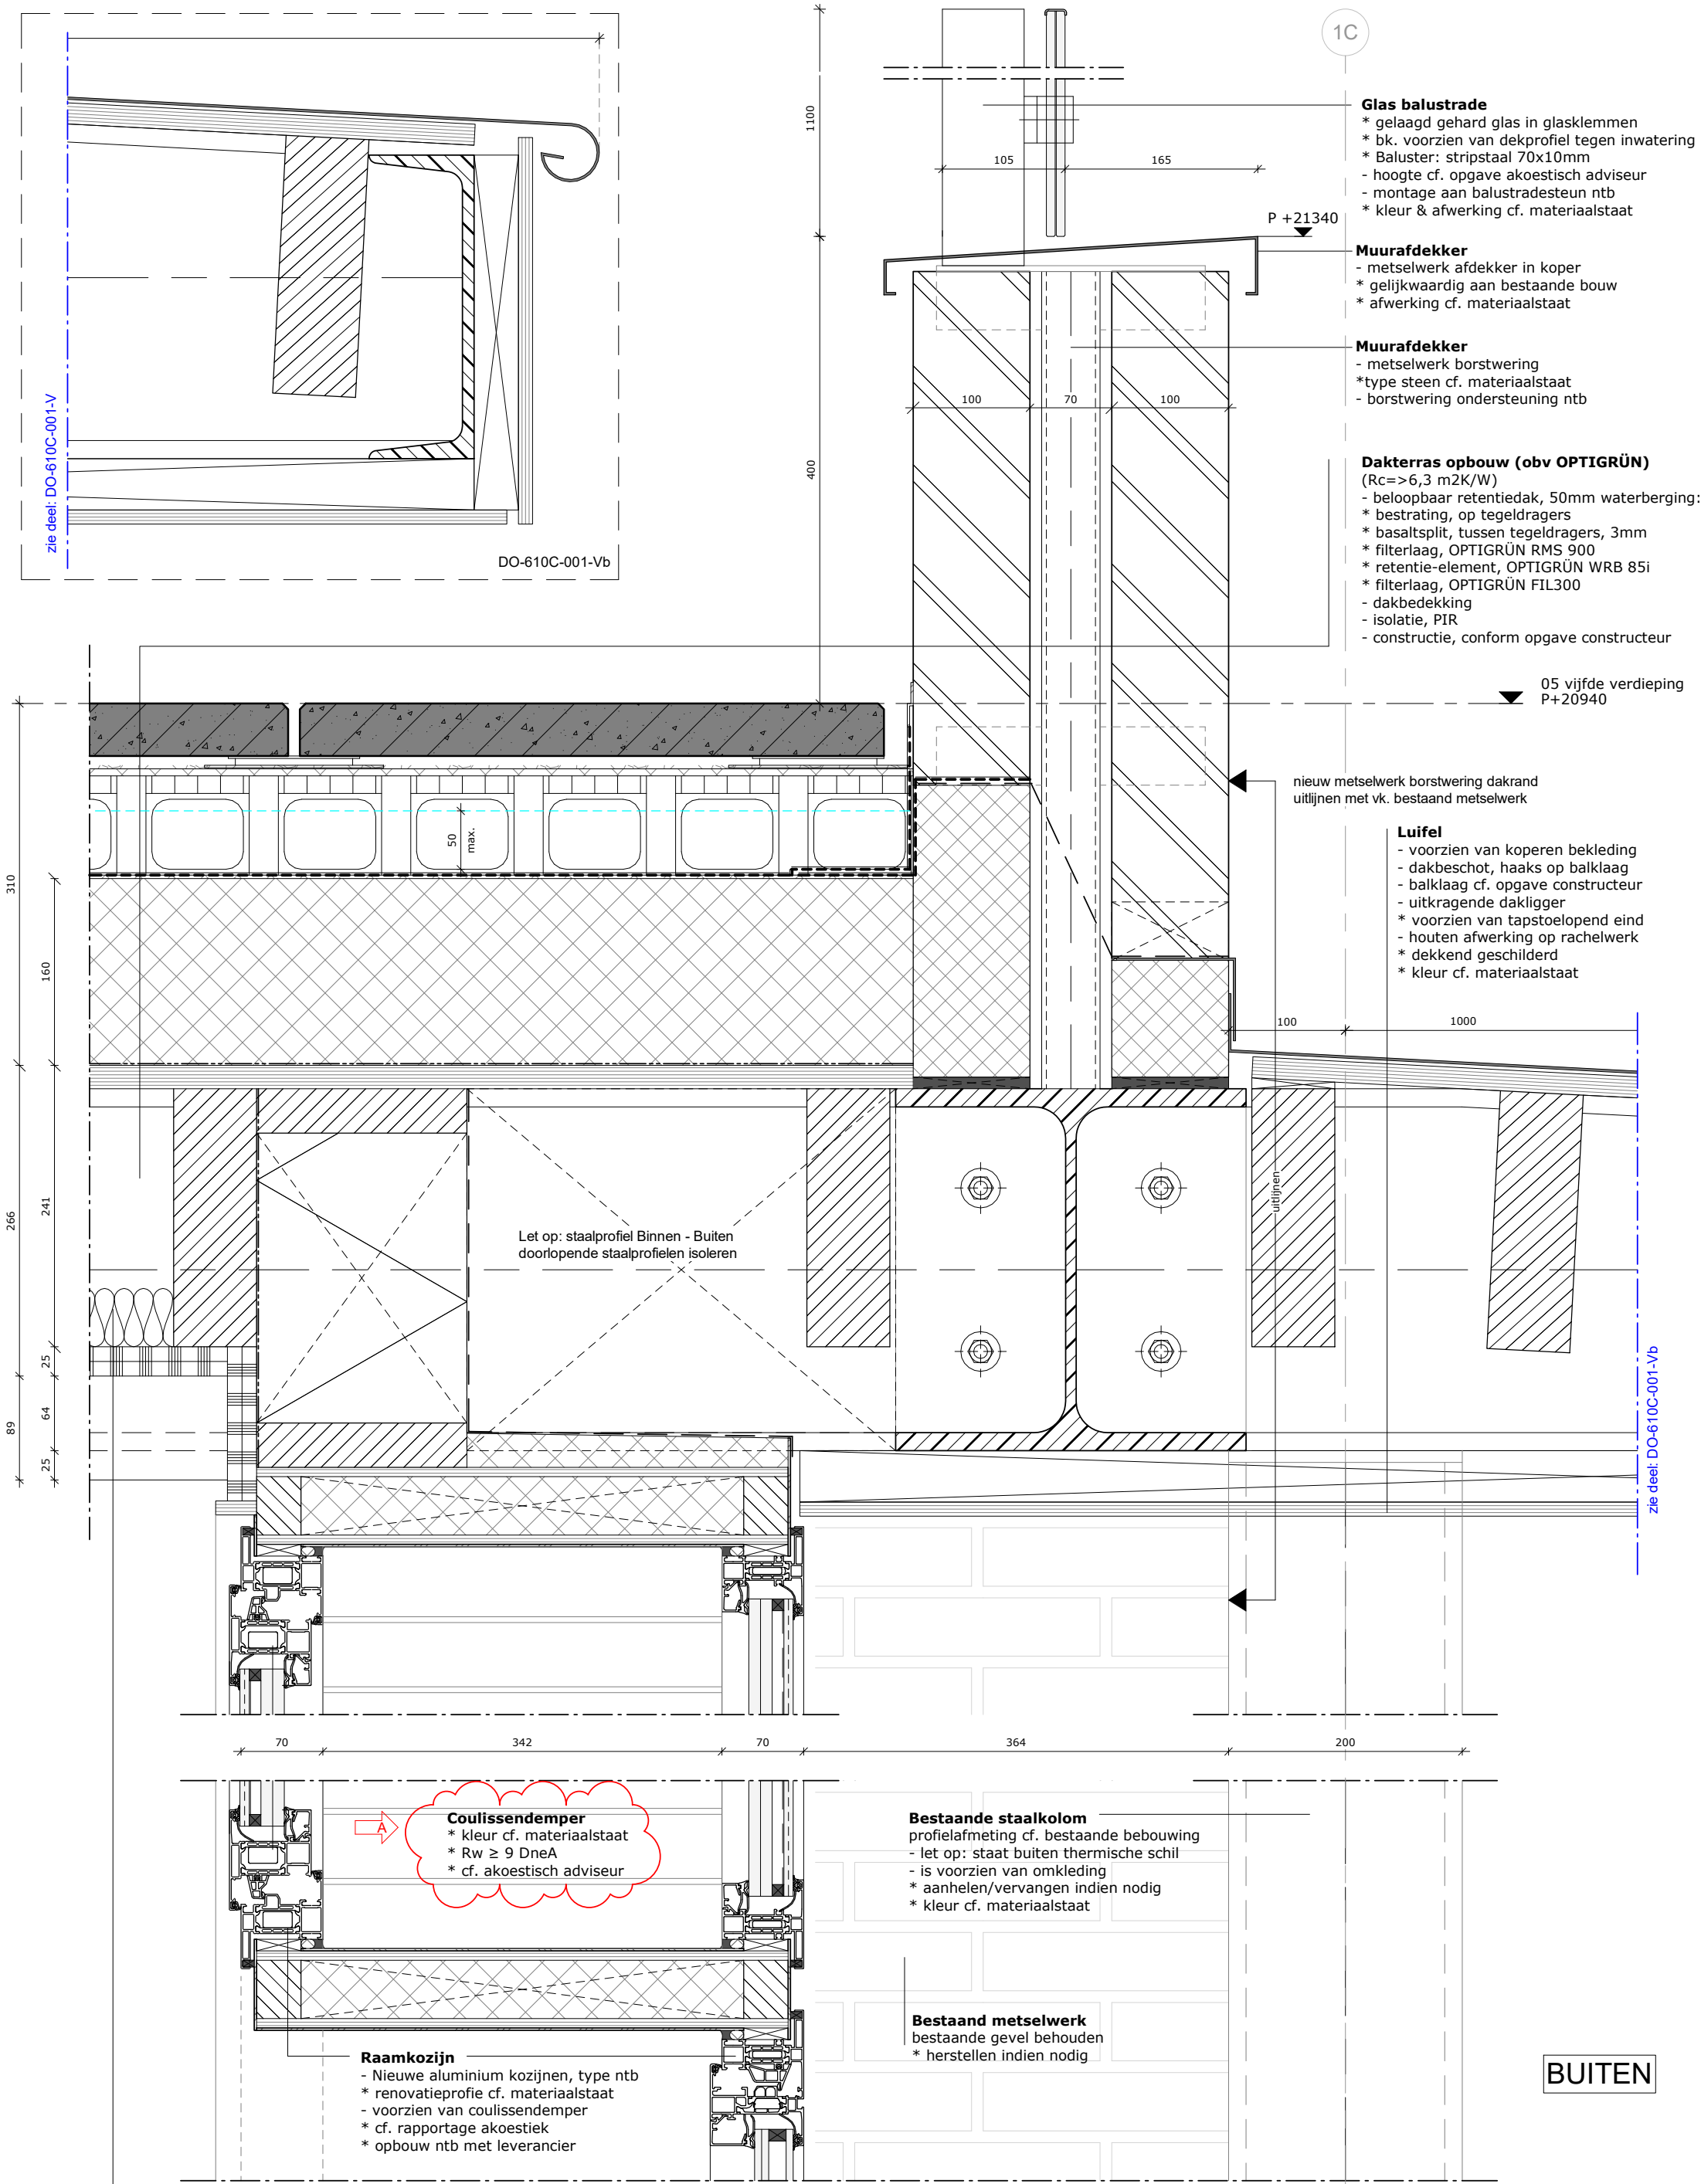 zie deel: DO-610C-001-V
DO-610C-001-Vb
1100
400
105
165
1C
P +21340
Glas balustrade
* gelaagd gehard glas in glasklemmen
* bk. voorzien van dekprofiel tegen inwatering
* Baluster: stripstaal 70x10mm
- hoogte cf. opgave akoestisch adviseur
- montage aan balustradesteun ntb
* kleur & afwerking cf. materiaalstaat
Muurafdekker
- metselwerk afdekker in koper
* gelijkwaardig aan bestaande bouw
* afwerking cf. materiaalstaat
Muurafdekker
- metselwerk borstwering
*type steen cf. materiaalstaat
- borstwering ondersteuning ntb
100
70
100
Dakterras opbouw (obv OPTIGRÜN)
(Rc=>6,3 m2K/W)
- beloopbaar retentiedak, 50mm waterberging:
* bestrating, op tegeldragers
* basaltsplit, tussen tegeldragers, 3mm
* filterlaag, OPTIGRÜN RMS 900
* retentie-element, OPTIGRÜN WRB 85i
* filterlaag, OPTIGRÜN FIL300
- dakbedekking
- isolatie, PIR
- constructie, conform opgave constructeur
05 vijfde verdieping
P+20940
nieuw metselwerk borstwering dakrand
uitlijnen met vk. bestaand metselwerk
Luifel
- voorzien van koperen bekleding
- dakbeschot, haaks op balklaag
- balklaag cf. opgave constructeur
- uitkragende dakligger
* voorzien van tapstoelopend eind
- houten afwerking op rachelwerk
* dekkend geschilderd
* kleur cf. materiaalstaat
50
max.
310
160
100
1000
266
241
25
89
64
25
Let op: staalprofiel Binnen - Buiten
doorlopende staalprofielen isoleren
uitlijnen
zie deel: DO-610C-001-Vb
70
342
70
364
200
A
Coulissendemper
* kleur cf. materiaalstaat
* Rw ≥ 9 DneA
* cf. akoestisch adviseur
Bestaande staalkolom
profielafmeting cf. bestaande bebouwing
- let op: staat buiten thermische schil
- is voorzien van omkleding
* aanhelen/vervangen indien nodig
* kleur cf. materiaalstaat
Bestaand metselwerk
bestaande gevel behouden
* herstellen indien nodig
Raamkozijn
- Nieuwe aluminium kozijnen, type ntb
* renovatieprofie cf. materiaalstaat
- voorzien van coulissendemper
* cf. rapportage akoestiek
* opbouw ntb met leverancier
BUITEN